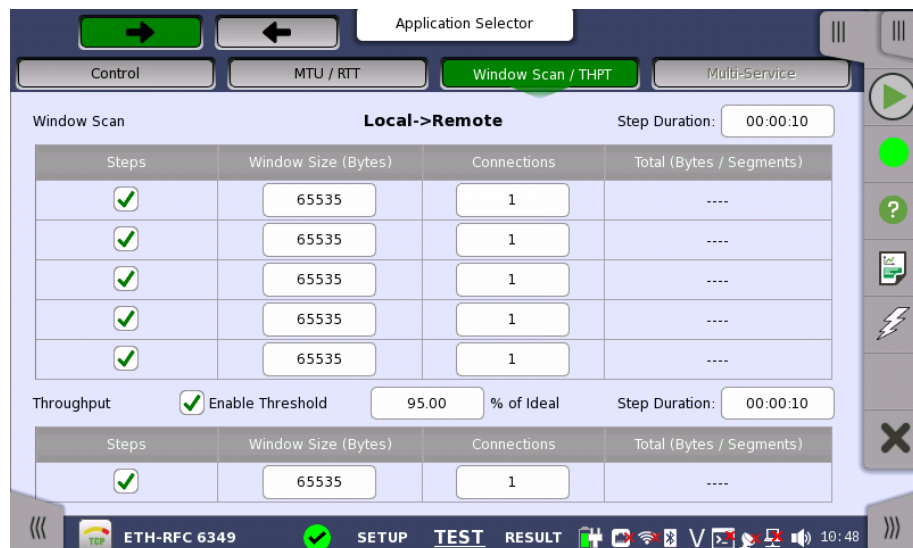 Application Selector
Control MTU / RTT Window Scan / THPT Multi-Service
Window Scan Local->Remote Step Duration: 00:00:10
Steps Window Size (Bytes) Connections Total (Bytes / Segments)
65535 1 ----
65535 1 ----
65535 1 ----
65535 1 ----
65535 1 ----
Throughput Enable Threshold 95.00 % of Ideal Step Duration: 00:00:10
Steps Window Size (Bytes) Connections Total (Bytes / Segments)
65535 1 ----
TCP ETH-RFC 6349 SETUP TEST RESULT V 10:48